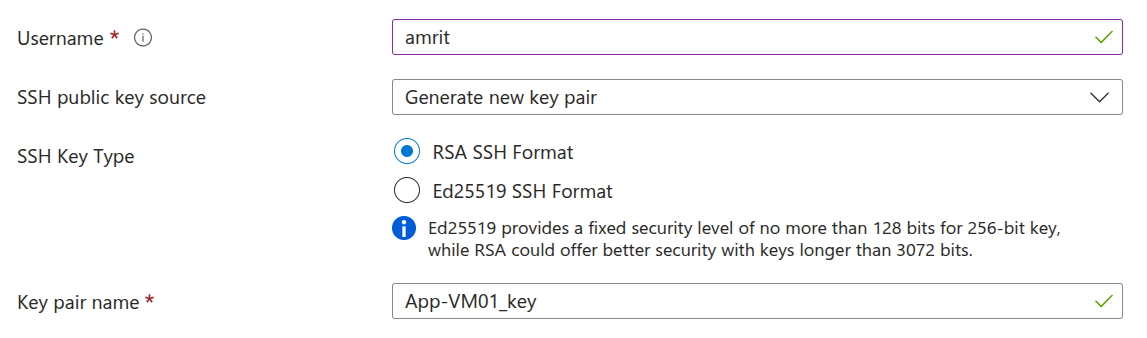 Username *
amrit
SSH public key source
Generate new key pair
SSH Key Type
RSA SSH Format
Ed25519 SSH Format
Ed25519 provides a fixed security level of no more than 128 bits for 256-bit key,
while RSA could offer better security with keys longer than 3072 bits.
Key pair name *
App-VM01_key